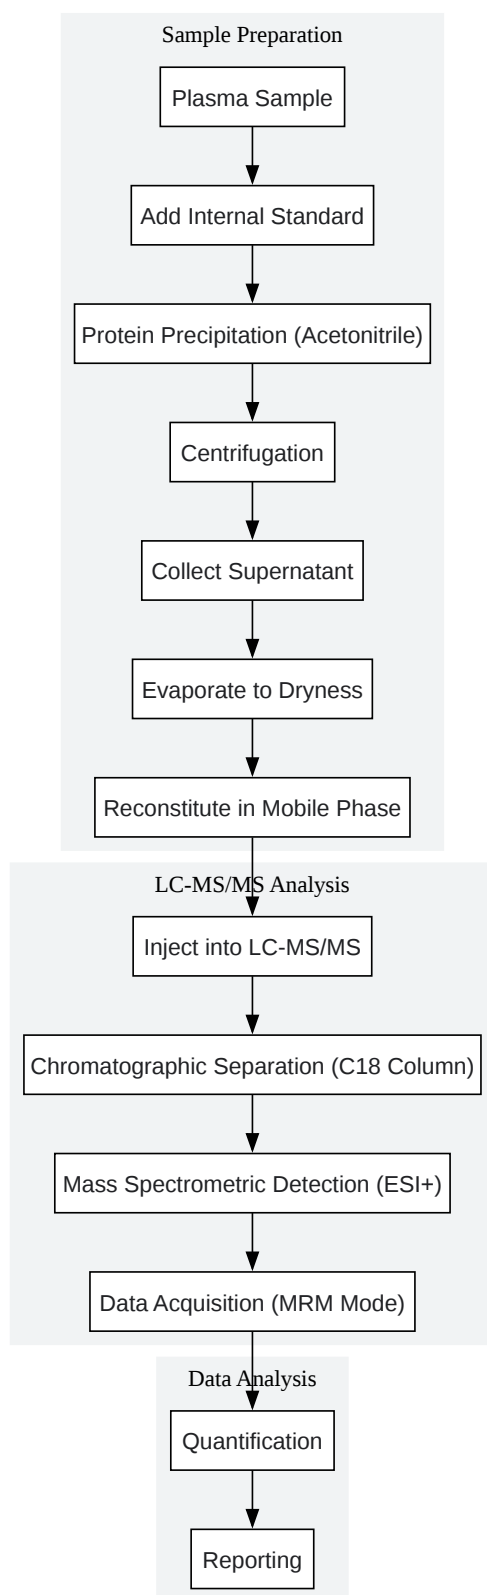 Sample Preparation
Plasma Sample
Add Internal Standard
Protein Precipitation (Acetonitrile)
Centrifugation
Collect Supernatant
Evaporate to Dryness
Reconstitute in Mobile Phase
LC-MS/MS Analysis
Inject into LC-MS/MS
Chromatographic Separation (C18 Column)
Mass Spectrometric Detection (ESI+)
Data Acquisition (MRM Mode)
Data Analysis
Quantification
Reporting